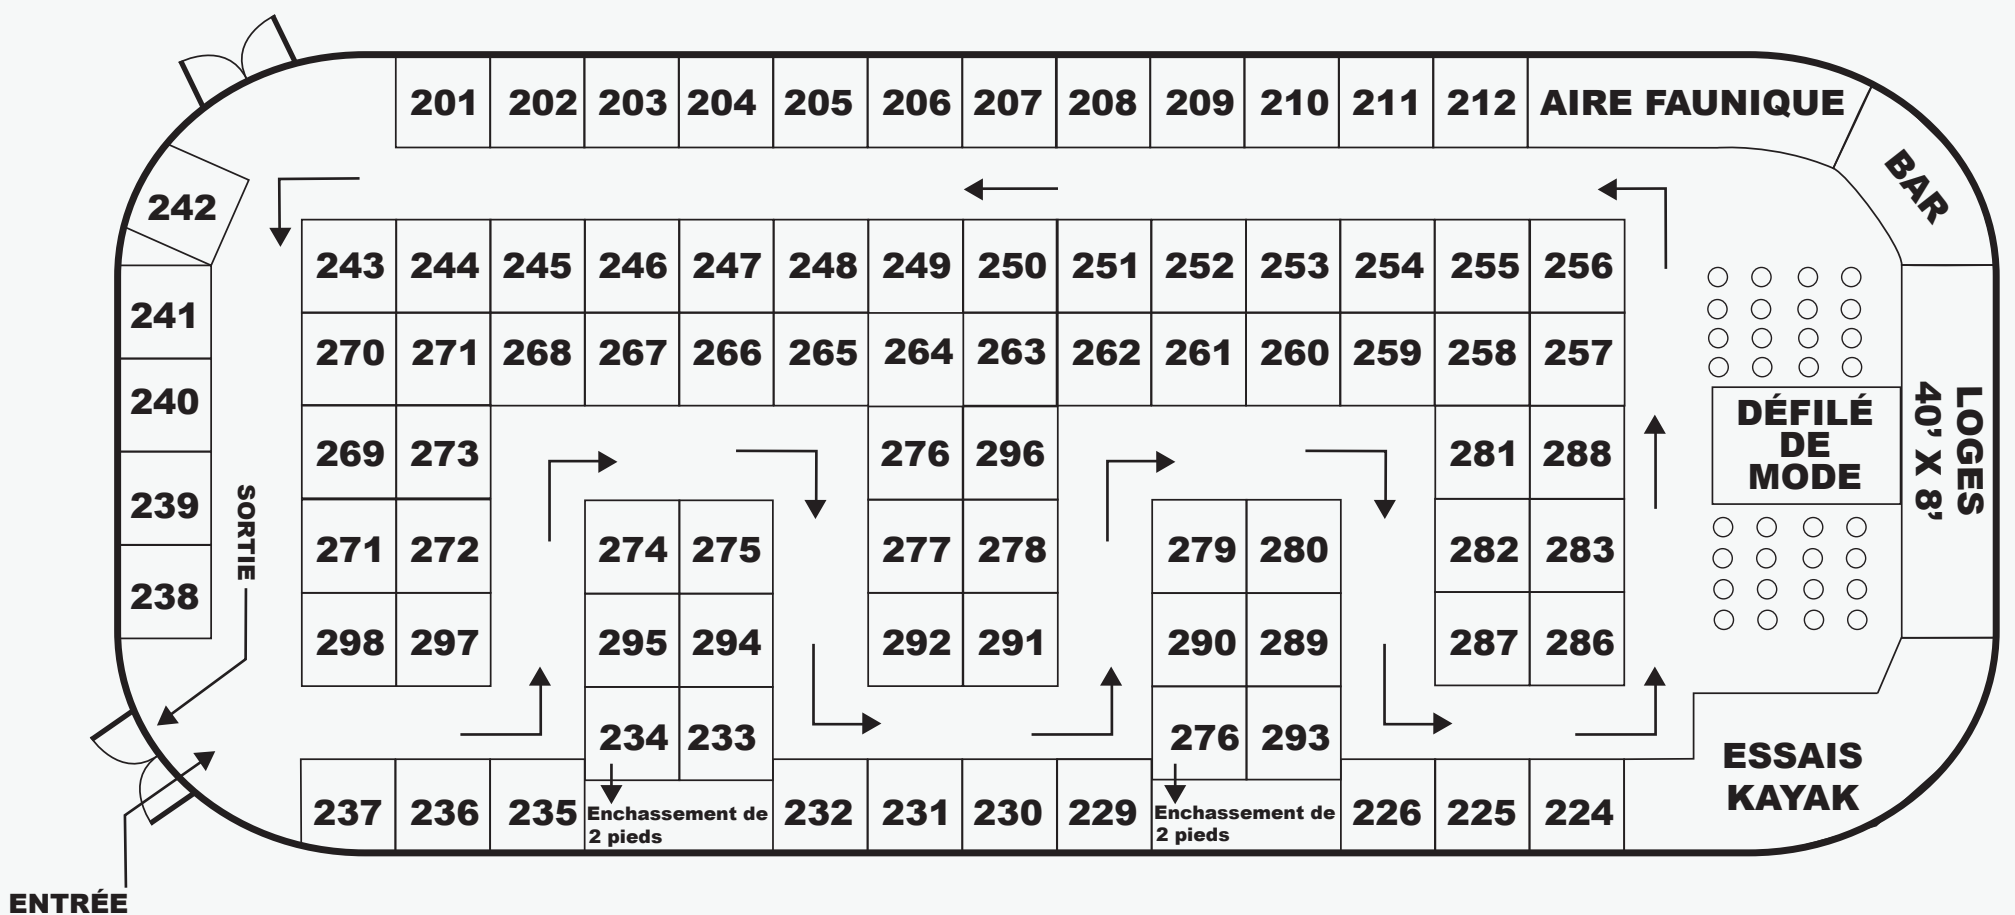 201 202 203 204 205 206 207 208 209 210 211 212 AIRE FAUNIQUE
BAR
242
243 244 245 246 247 248 249 250 251 252 253 254 255 256
241
270 271 268 267 266 265 264 263 262 261 260 259 258 257
240
DÉFILÉ
DE
MODE
LOGES
40' X 8'
269 273 276 296 281 288
239
SORTIE
271 272 274 275 277 278 279 280 282 283
238
298 297 295 294 292 291 290 289 287 286
234 233 276 293
ESSAIS
KAYAK
237 236 235 Enchassement de
2 pieds
232 231 230 229 Enchassement de
2 pieds
226 225 224
ENTRÉE